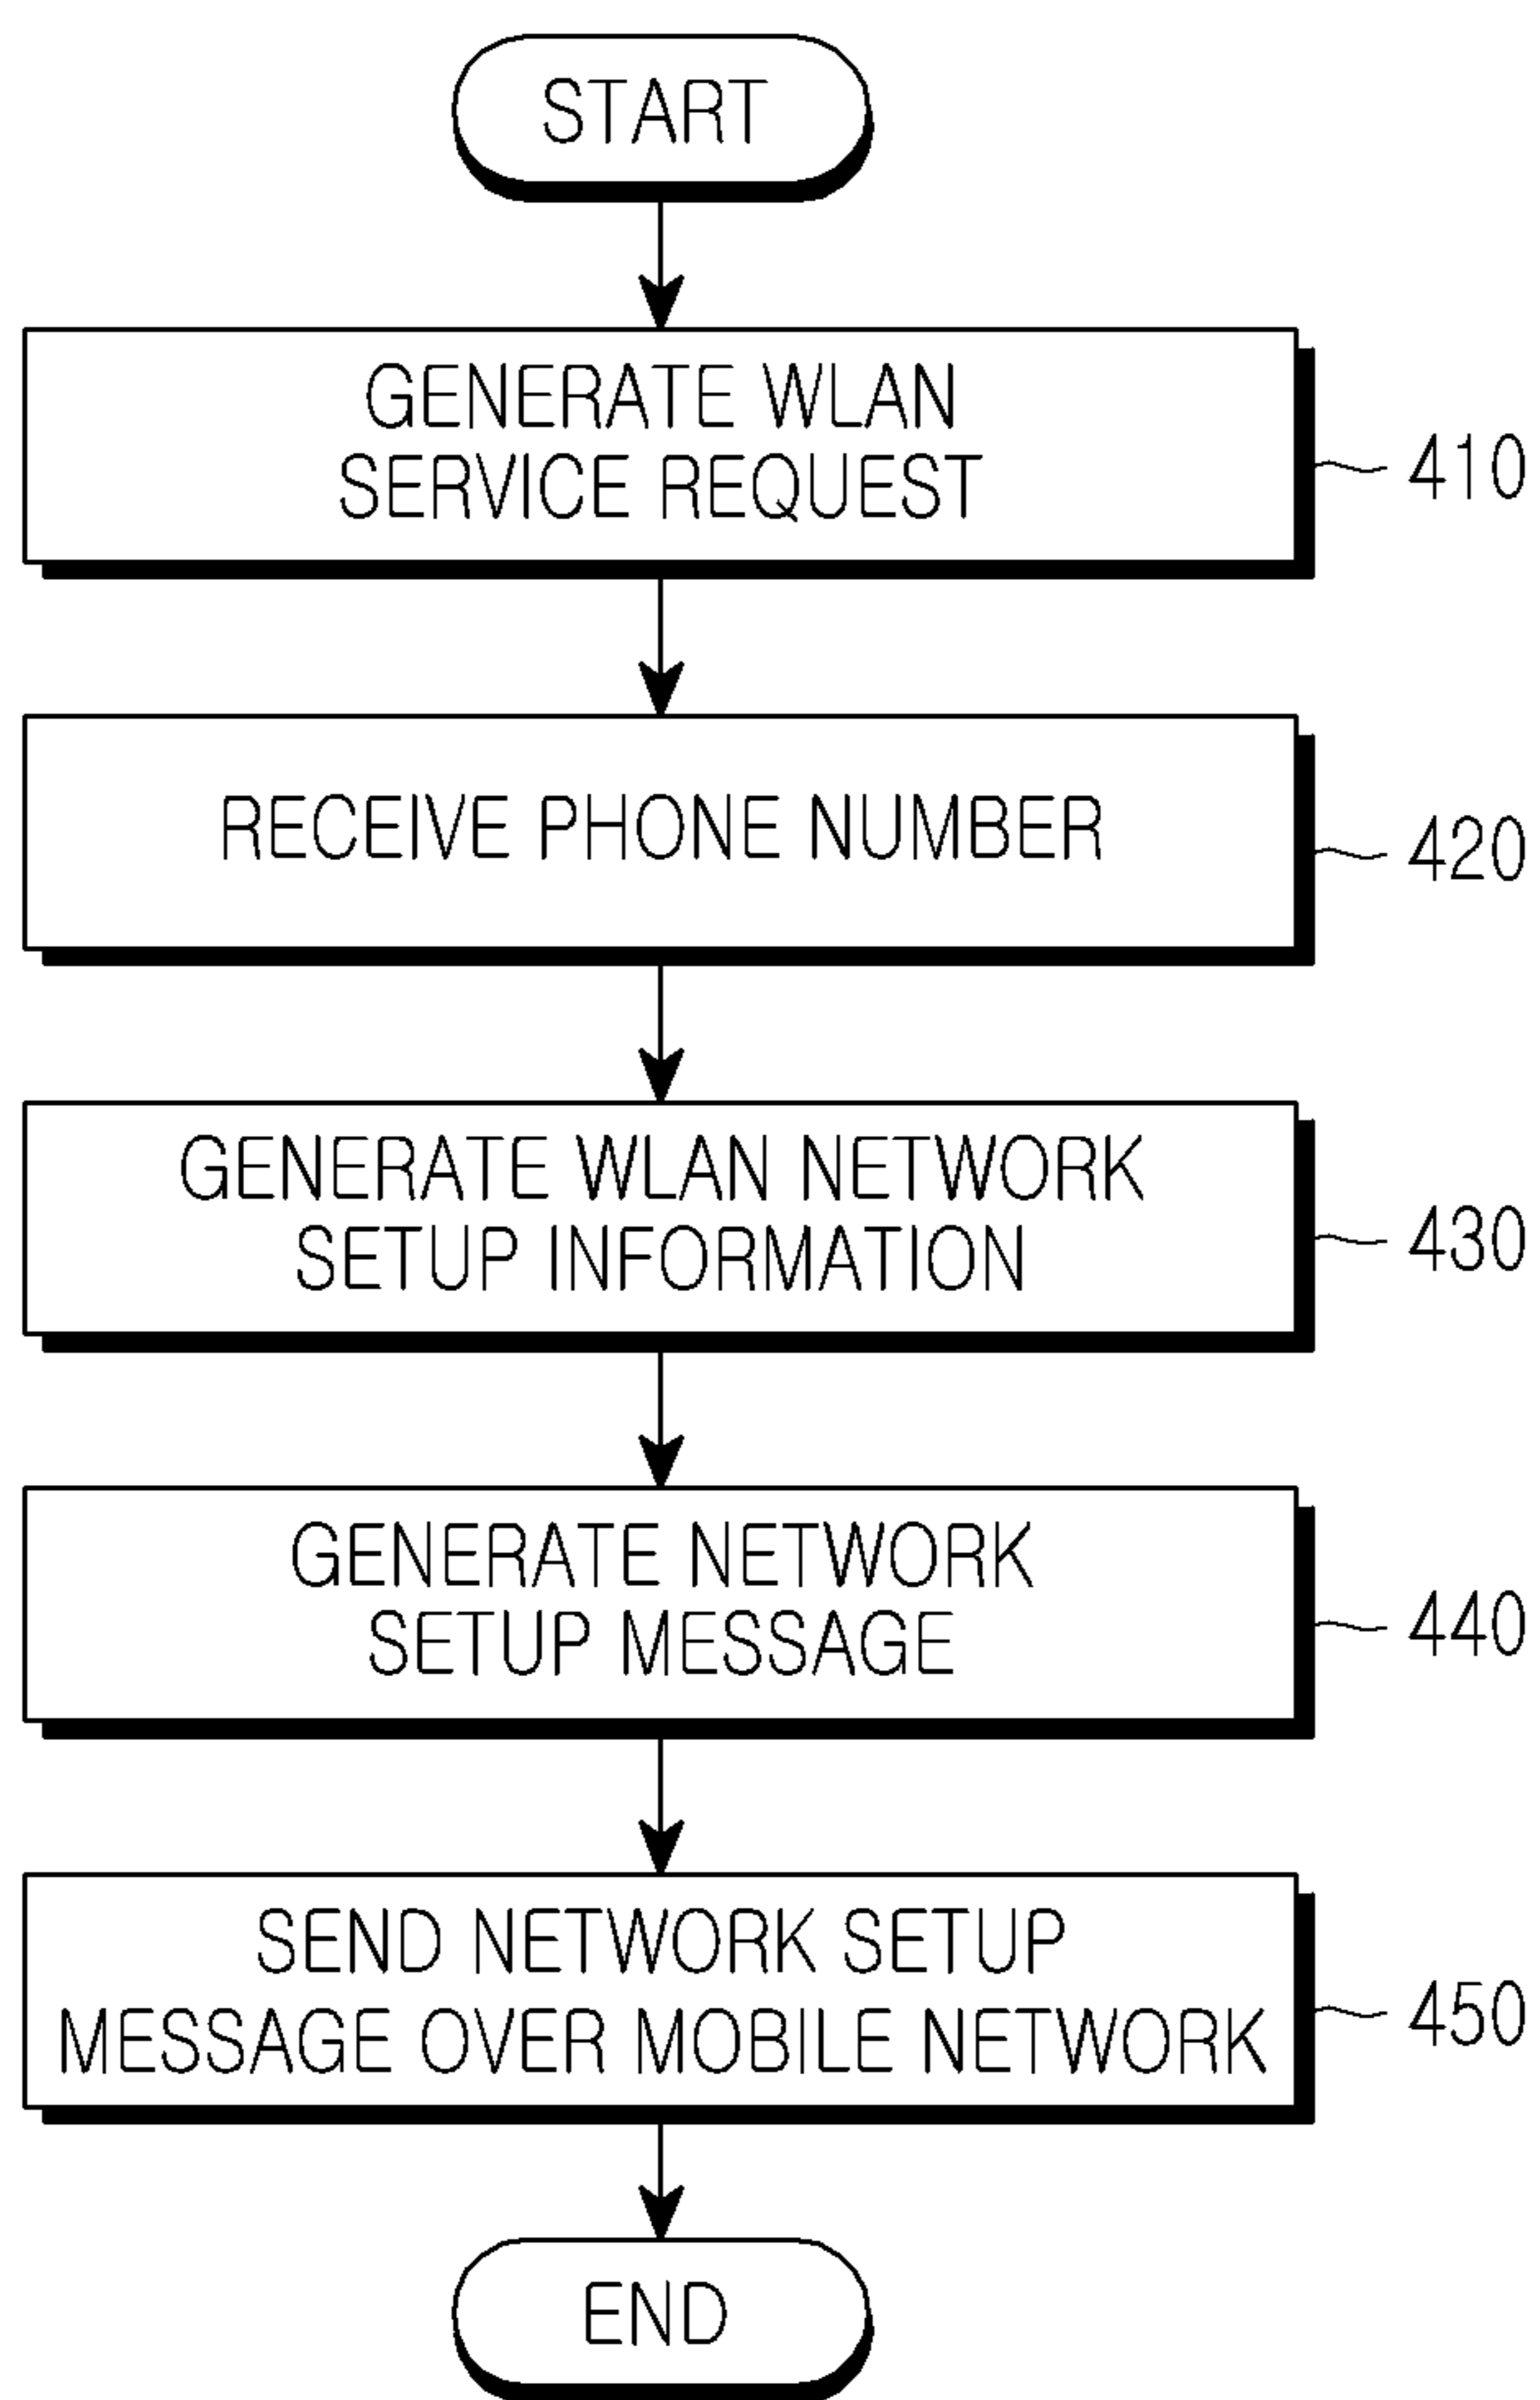 START
GENERATE WLAN
SERVICE REQUEST
410
RECEIVE PHONE NUMBER
420
GENERATE WLAN NETWORK
SETUP INFORMATION
430
GENERATE NETWORK
SETUP MESSAGE
440
SEND NETWORK SETUP
MESSAGE OVER MOBILE NETWORK
450
END